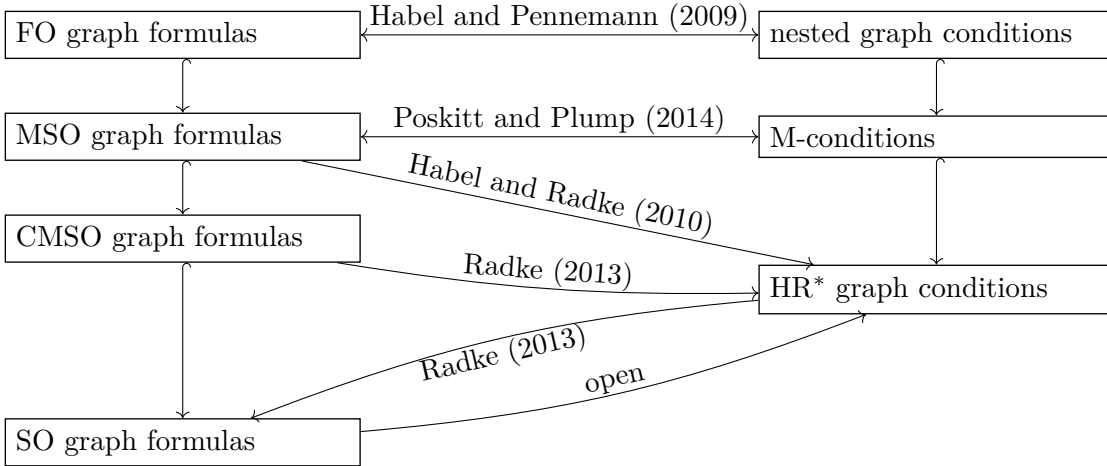 FO graph formulas
Habel and Pennemann (2009)
nested graph conditions
MSO graph formulas
Poskitt and Plump (2014)
M-conditions
Habel and Radke (2010)
CMSO graph formulas
Radke (2013)
HR* graph conditions
Radke (2013)
open
SO graph formulas